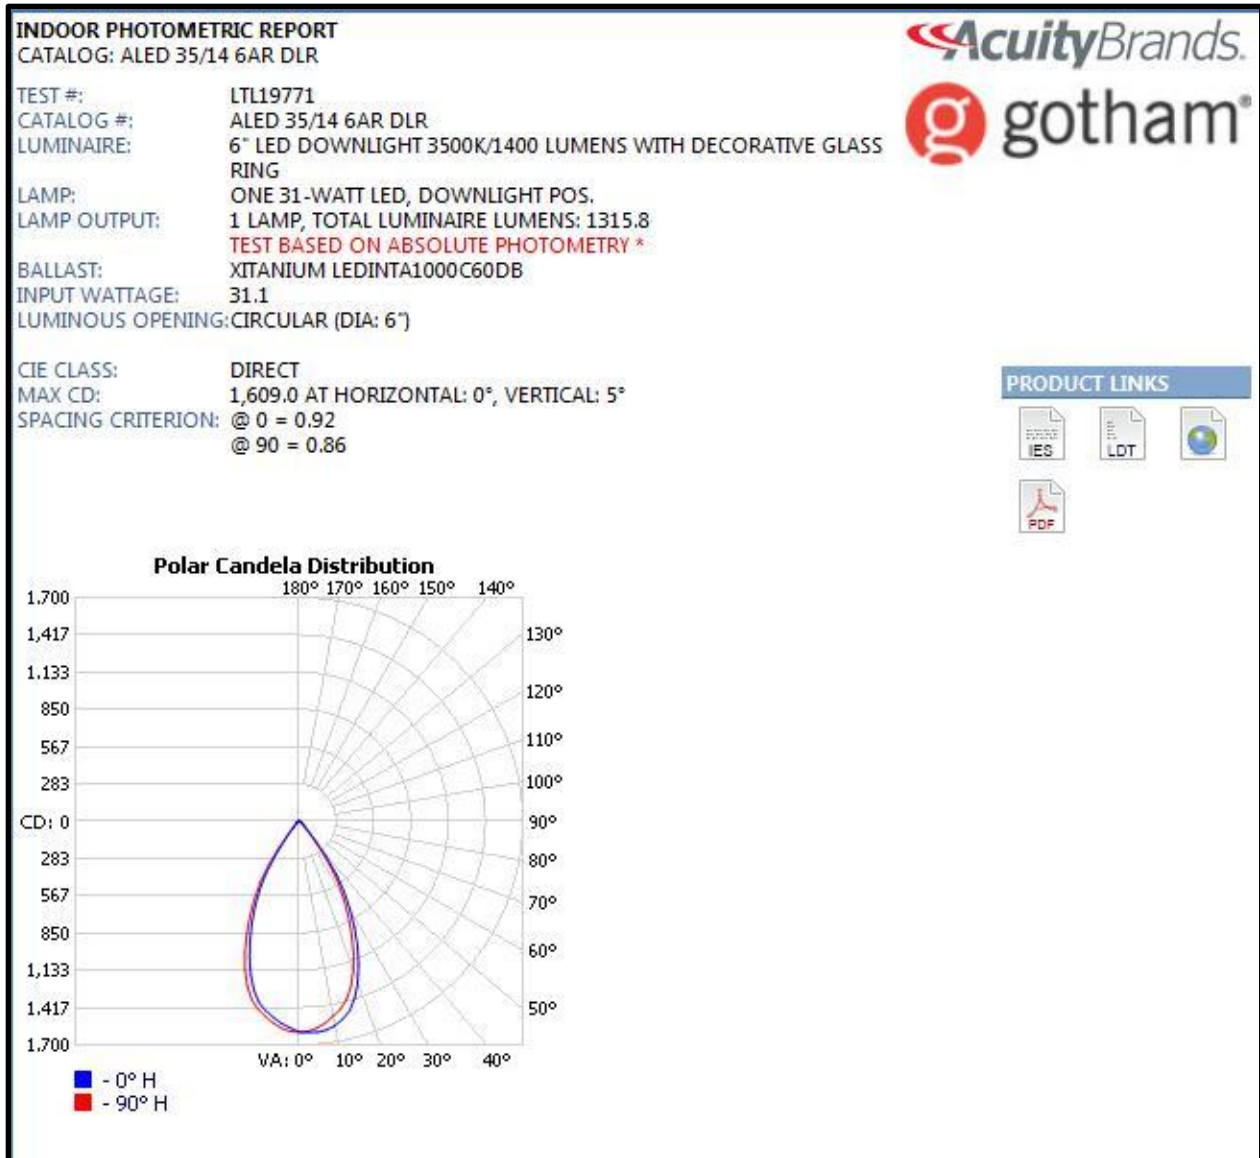 INDOOR PHOTOMETRIC REPORT
CATALOG: ALED 35/14 6AR DLR
AcuityBrands.
gotham®
TEST #: LTL19771
CATALOG #: ALED 35/14 6AR DLR
LUMINAIRE: 6" LED DOWNLIGHT 3500K/1400 LUMENS WITH DECORATIVE GLASS
RING
LAMP: ONE 31-WATT LED, DOWNLIGHT POS.
LAMP OUTPUT: 1 LAMP, TOTAL LUMINAIRE LUMENS: 1315.8
TEST BASED ON ABSOLUTE PHOTOMETRY *
BALLAST: XITANIUM LEDINTA1000C60DB
INPUT WATTAGE: 31.1
LUMINOUS OPENING: CIRCULAR (DIA: 6")
CIE CLASS: DIRECT
MAX CD: 1,609.0 AT HORIZONTAL: 0°, VERTICAL: 5°
SPACING CRITERION: @ 0 = 0.92
@ 90 = 0.86
PRODUCT LINKS
IES LDT
PDF
Polar Candela Distribution
180° 170° 160° 150° 140°
1,700
1,417 130°
1,133
120°
850
110°
567
283 100°
CD: 0 90°
283 80°
567
70°
850
60°
1,133
1,417 50°
1,700
VA: 0° 10° 20° 30° 40°
- 0° H
- 90° H